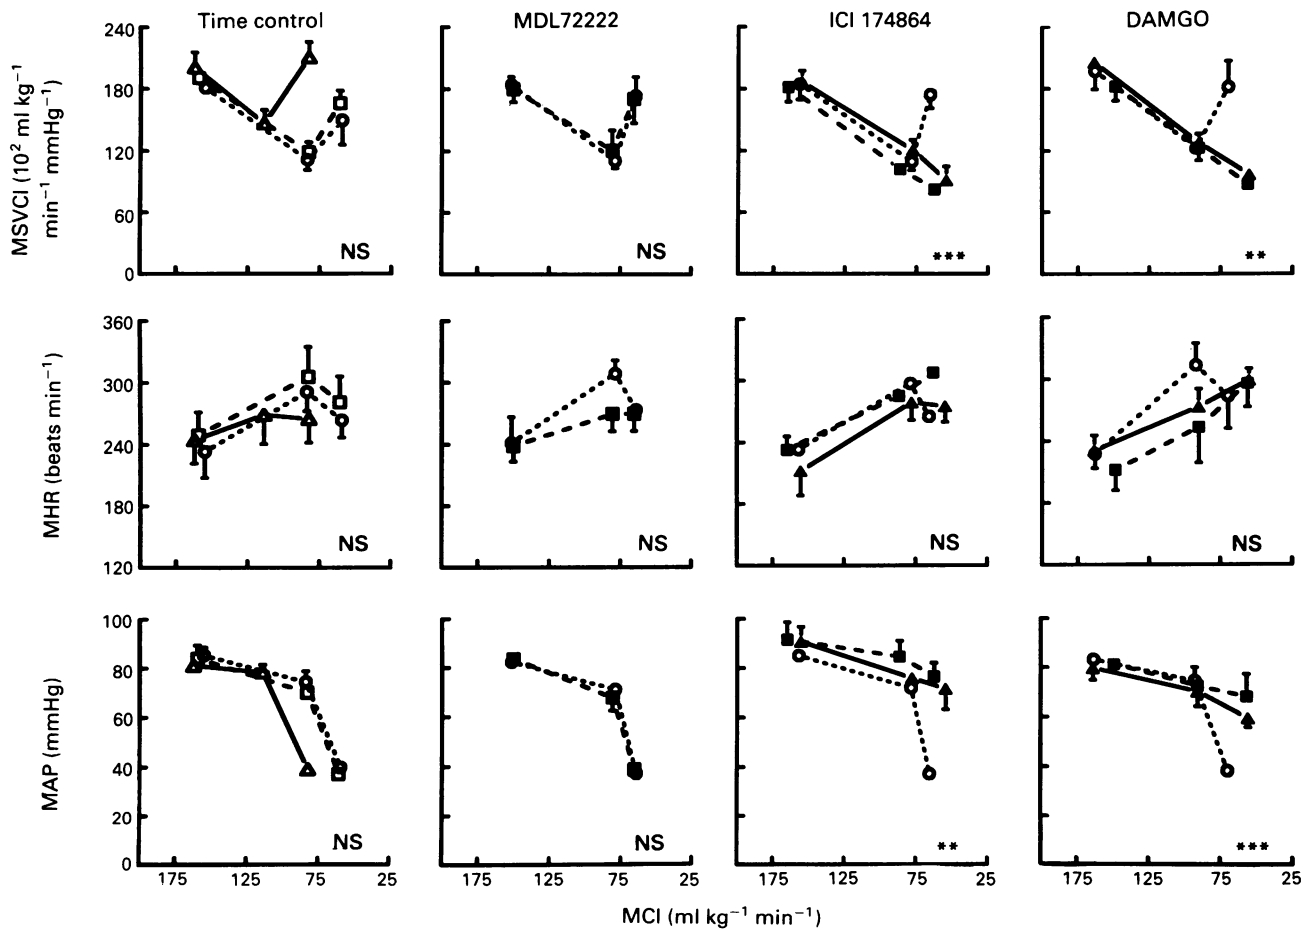 Time control MDL72222 ICI 174864 DAMGO
MSVCI (10² ml kg⁻¹
min⁻¹ mmHg⁻¹)
240
180
120
60
0
NS NS *** **
MHR (beats min⁻¹)
360
300
240
180
120
NS NS NS NS
MAP (mmHg)
100
80
60
40
20
0
NS NS ** ***
175 125 75 25 175 125 75 25 175 125 75 25 175 125 75 25
MCI (ml kg⁻¹ min⁻¹)